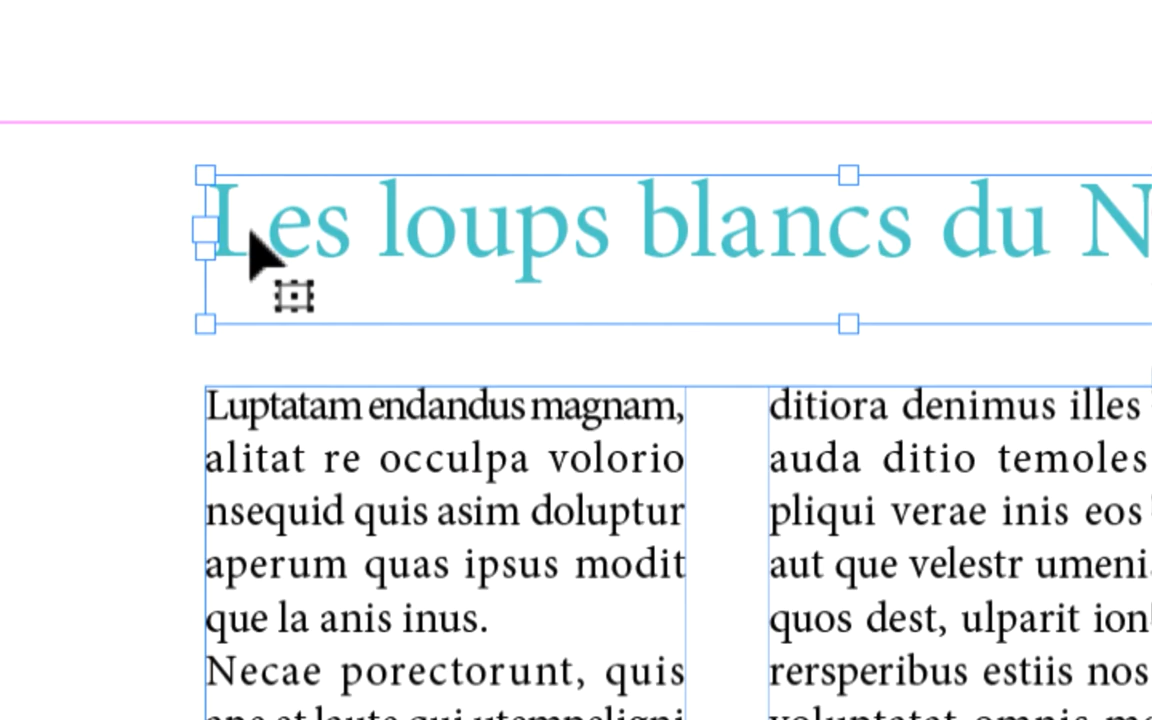 Les loups blancs du N
Luptatam endandus magnam,
alitat re occulpa volorio
nsequid quis asim doluptur
aperum quas ipsus modit
que la anis inus.
Necae porectorunt, quis
ditiora denimus illes
auda ditio temoles
pliqui verae inis eos
aut que velestr umeni
quos dest, ulparit ion
rersperibus estiis nos